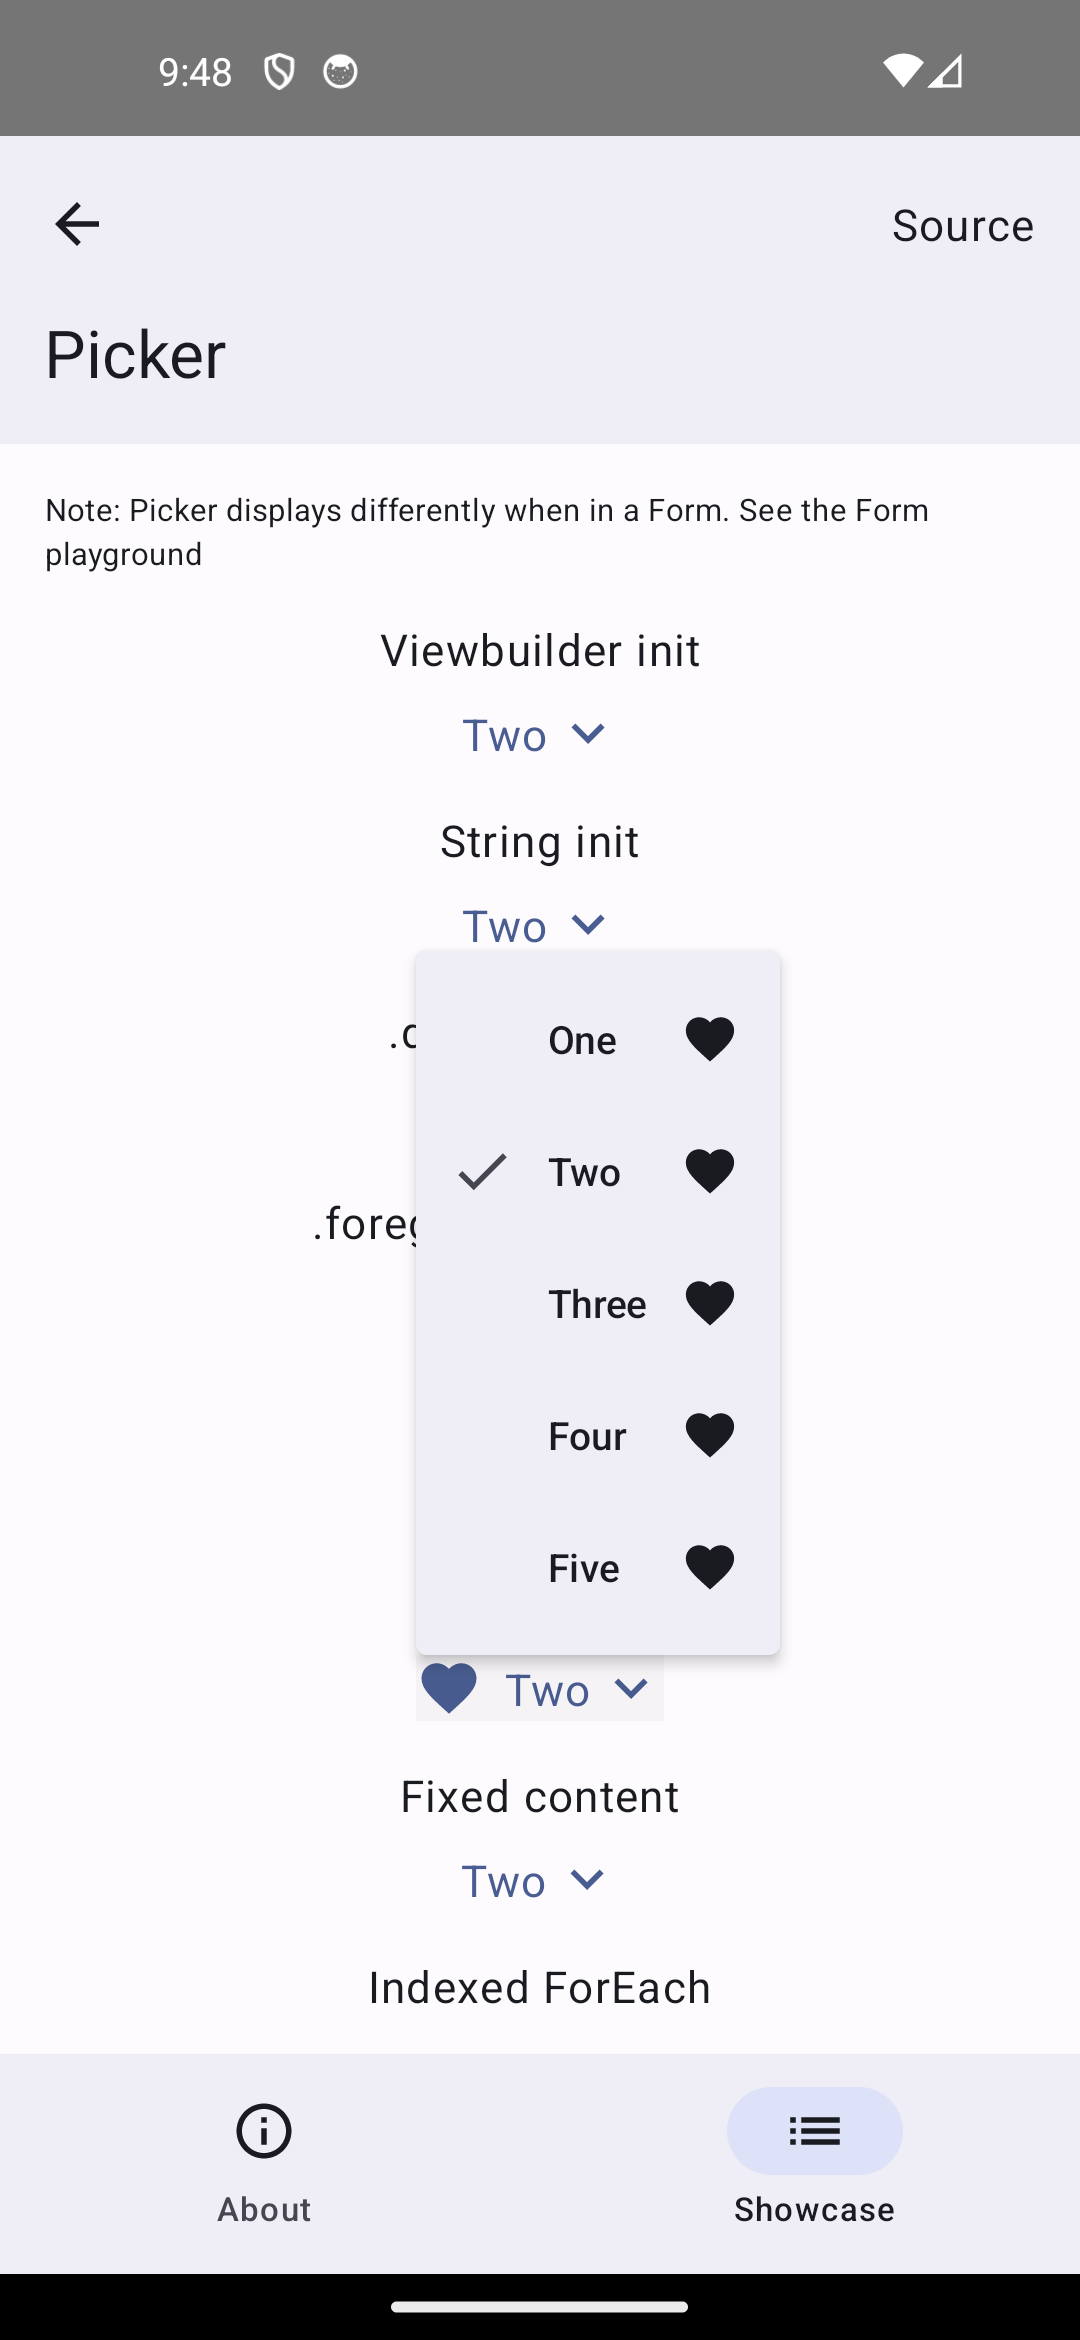 9:48
Source
Picker
Note: Picker displays differently when in a Form. See the Form
playground
Viewbuilder init
Two
String init
Two
One
Two
Three
Four
Five
Two
Fixed content
Two
Indexed ForEach
About
Showcase